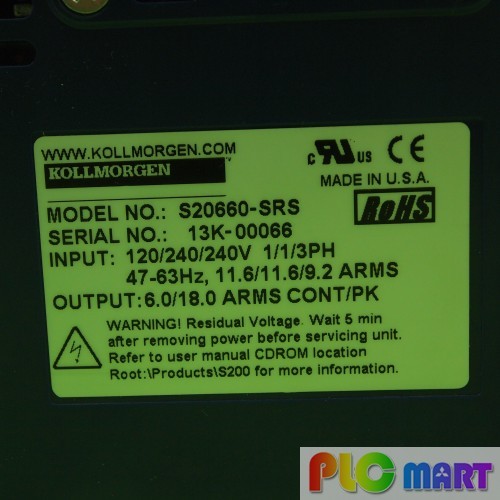 WWW.KOLLMORGEN.COM
KOLLMORGEN
c RU US CE
MADE IN U.S.A.
RoHS
MODEL NO.: S20660-SRS
SERIAL NO.: 13K-00066
INPUT: 120/240/240V 1/1/3PH
47-63Hz, 11.6/11.6/9.2 ARMS
OUTPUT:6.0/18.0 ARMS CONT/PK
WARNING! Residual Voltage. Wait 5 min
after removing power before servicing unit.
Refer to user manual CDROM location
Root:\Products\S200 for more information.
PLC MART